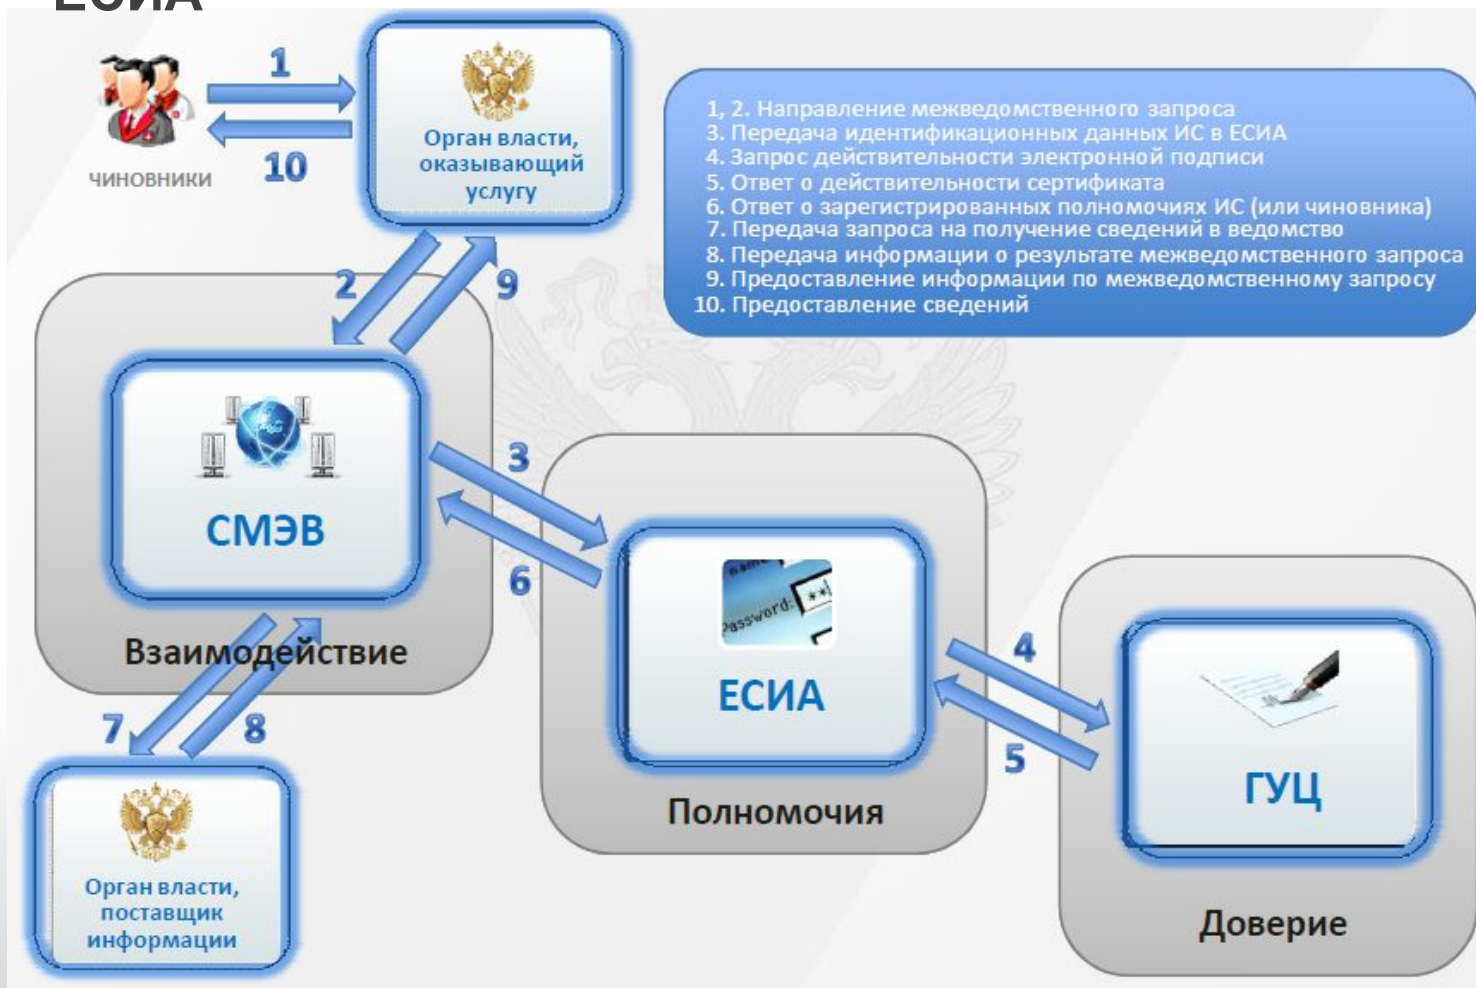 ЕСИА
1
10
чиновники
Орган власти,
оказывающий
услугу
1, 2. Направление межведомственного запроса
3. Передача идентификационных данных ИС в ЕСИА
4. Запрос действительности электронной подписи
5. Ответ о действительности сертификата
6. Ответ о зарегистрированных полномочиях ИС (или чиновника)
7. Передача запроса на получение сведений в ведомство
8. Передача информации о результате межведомственного запроса
9. Предоставление информации по межведомственному запросу
10. Предоставление сведений
2
9
СМЭВ
Взаимодействие
3
6
name
Password: **
ЕСИА
Полномочия
4
5
ГУЦ
Доверие
7
8
Орган власти,
поставщик
информации